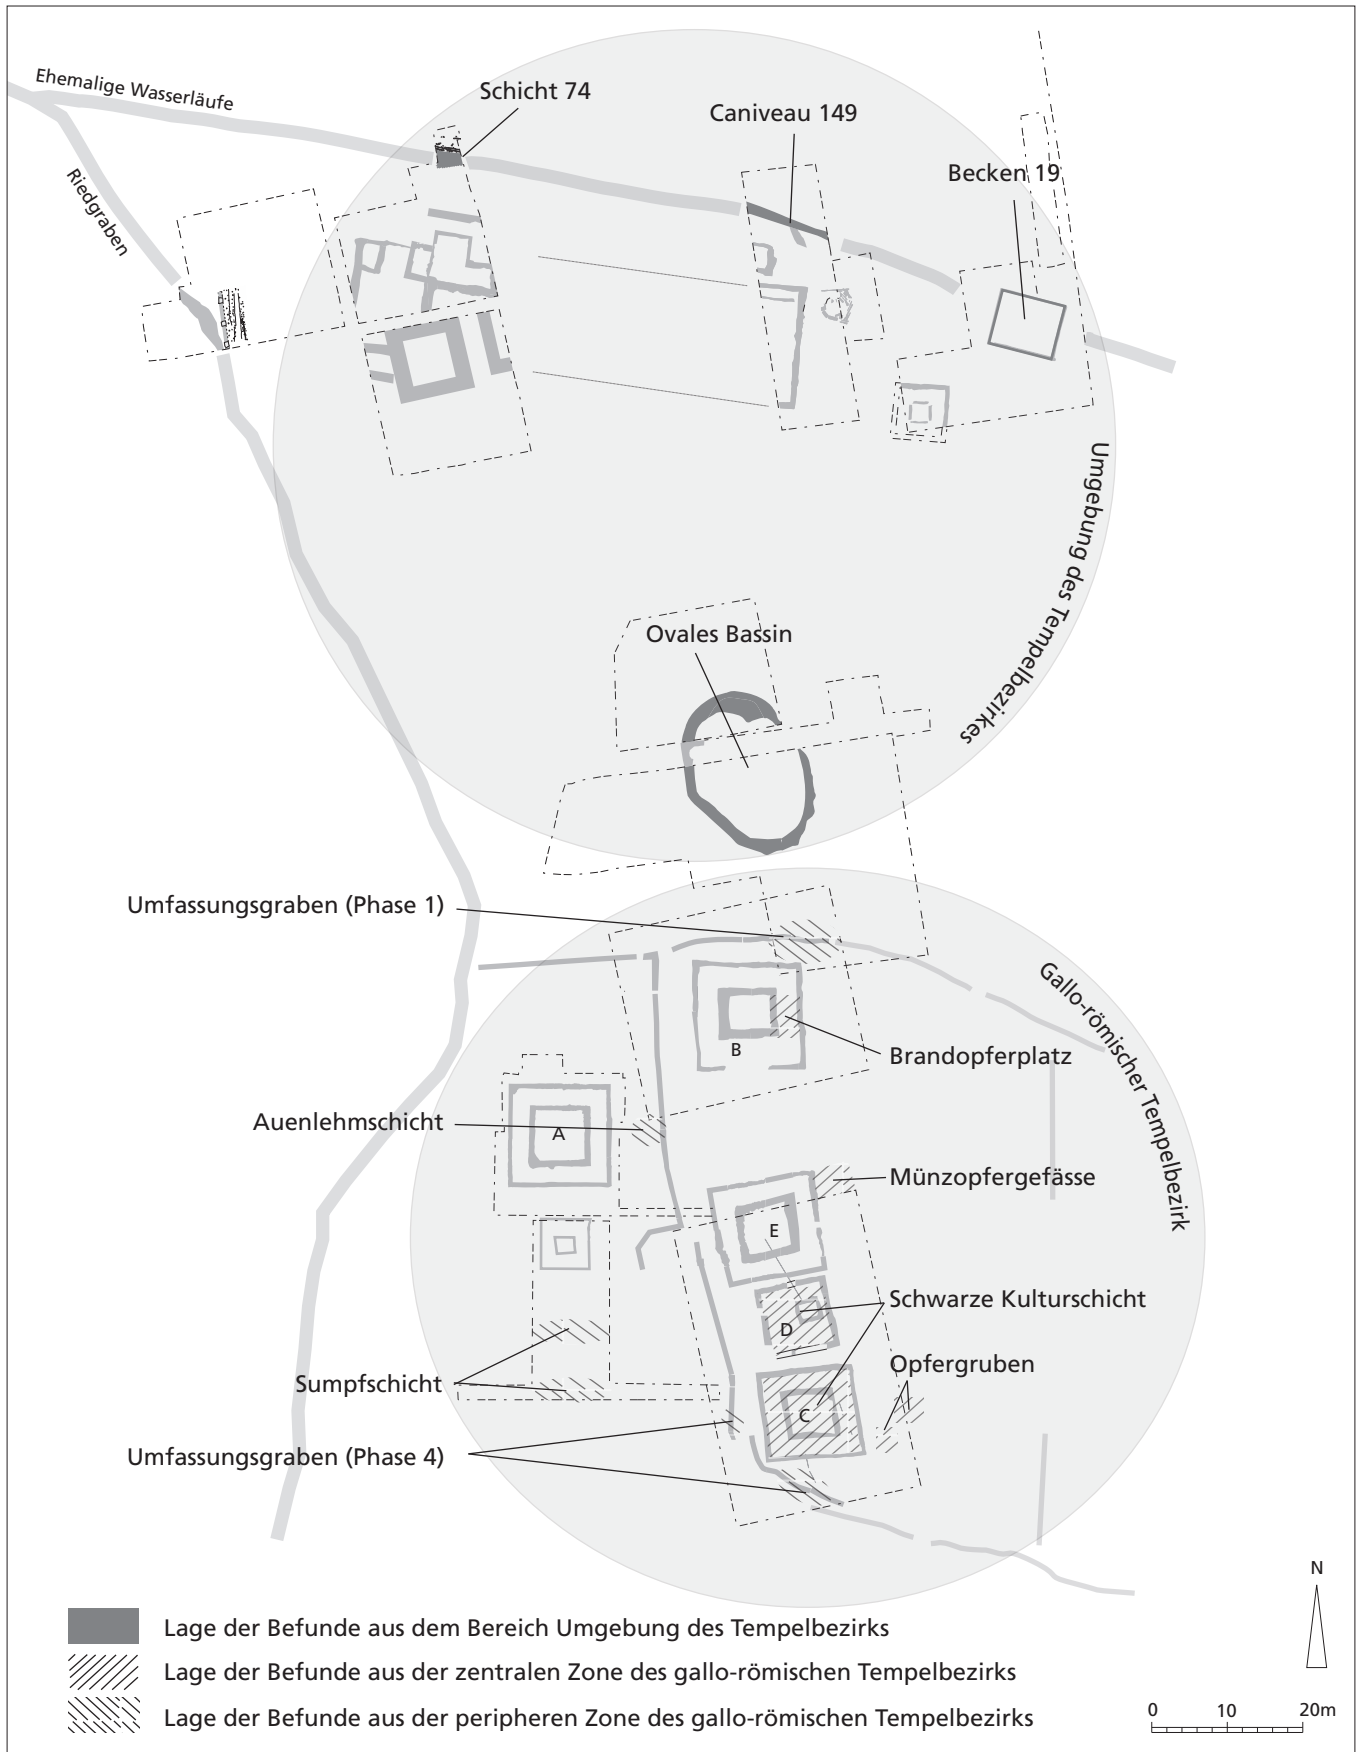 Ehemalige Wasserläufe
Schicht 74
Caniveau 149
Becken 19
Riedgraben
Umgebung des Tempelbezirkes
Ovales Bassin
Umfassungsgraben (Phase 1)
Gallo-römischer Tempelbezirk
B
Brandopferplatz
Auenlehmschicht
A
Münzopfergefässe
E
Schwarze Kulturschicht
D
Opfergruben
Sumpfschicht
C
Umfassungsgraben (Phase 4)
N
Lage der Befunde aus dem Bereich Umgebung des Tempelbezirks
Lage der Befunde aus der zentralen Zone des gallo-römischen Tempelbezirks
Lage der Befunde aus der peripheren Zone des gallo-römischen Tempelbezirks
0 10 20m